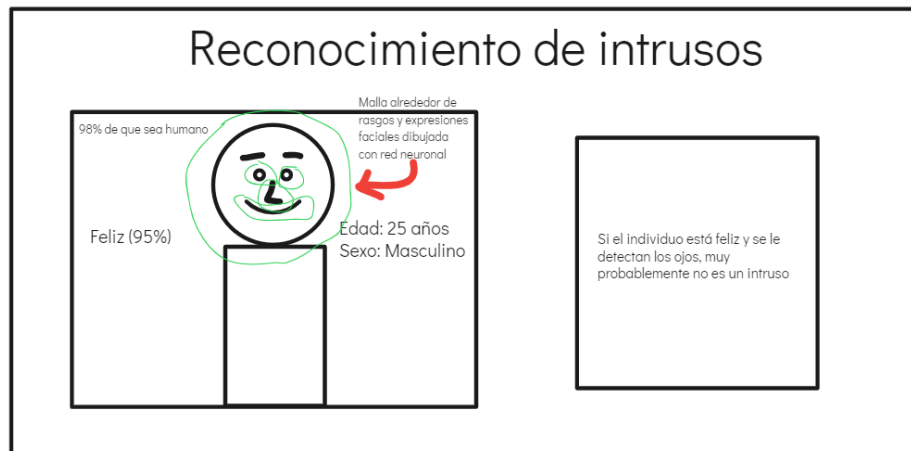 Reconocimiento de intrusos
98% de que sea humano
Malla alrededor de
rasgos y expresiones
faciales dibujada
con red neuronal
Feliz (95%)
Edad: 25 años
Sexo: Masculino
Si el individuo está feliz y se le
detectan los ojos, muy
probablemente no es un intruso